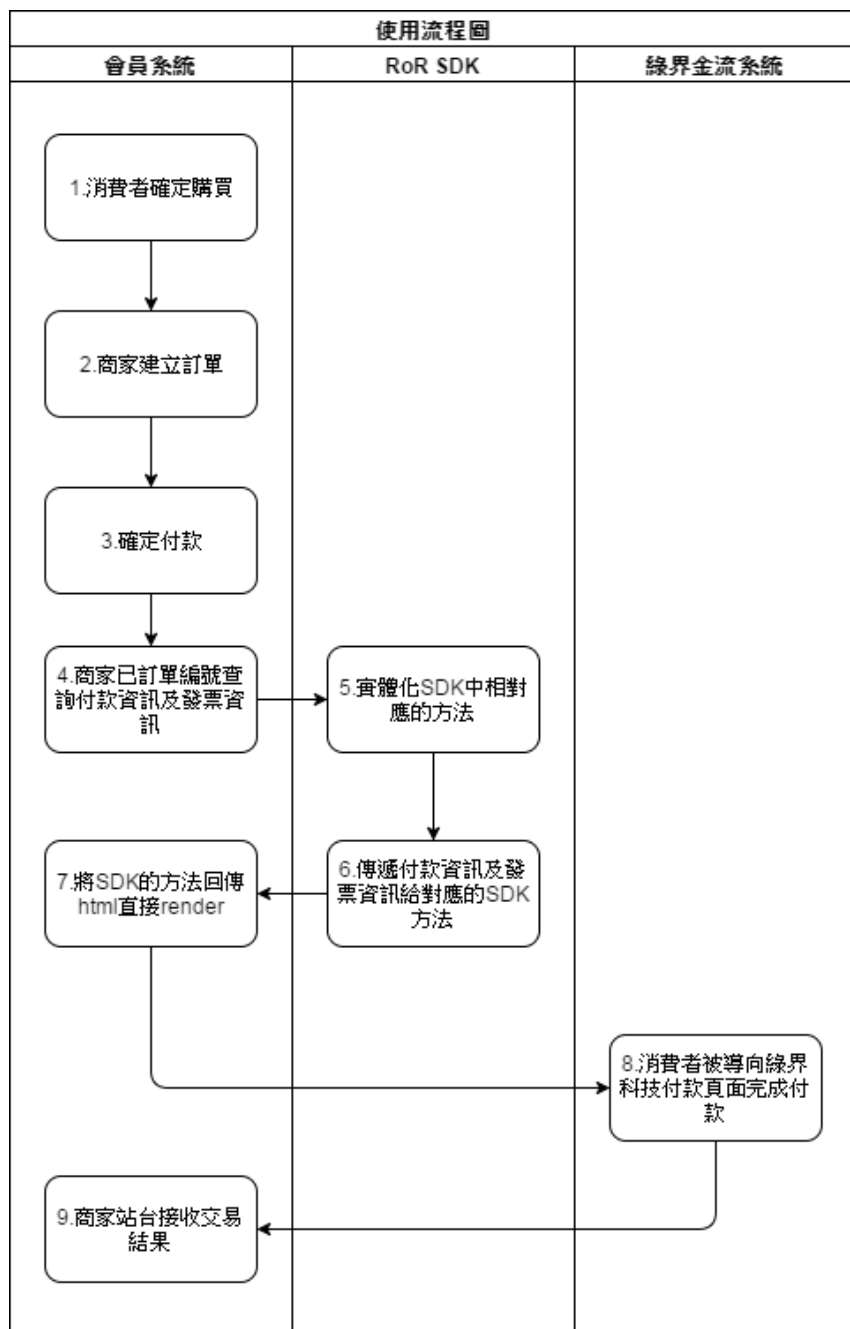 使用流程圖
會員系統
RoR SDK
綠界金流系統
1.消費者確定購買
2.商家建立訂單
3.確定付款
4.商家已訂單編號查
詢付款資訊及發票資
訊
5.實體化SDK中相對
應的方法
6.傳遞付款資訊及發
票資訊給對應的SDK
方法
7.將SDK的方法回傳
html直接render
8.消費者被導向綠界
科技付款頁面完成付
款
9.商家站台接收交易
結果